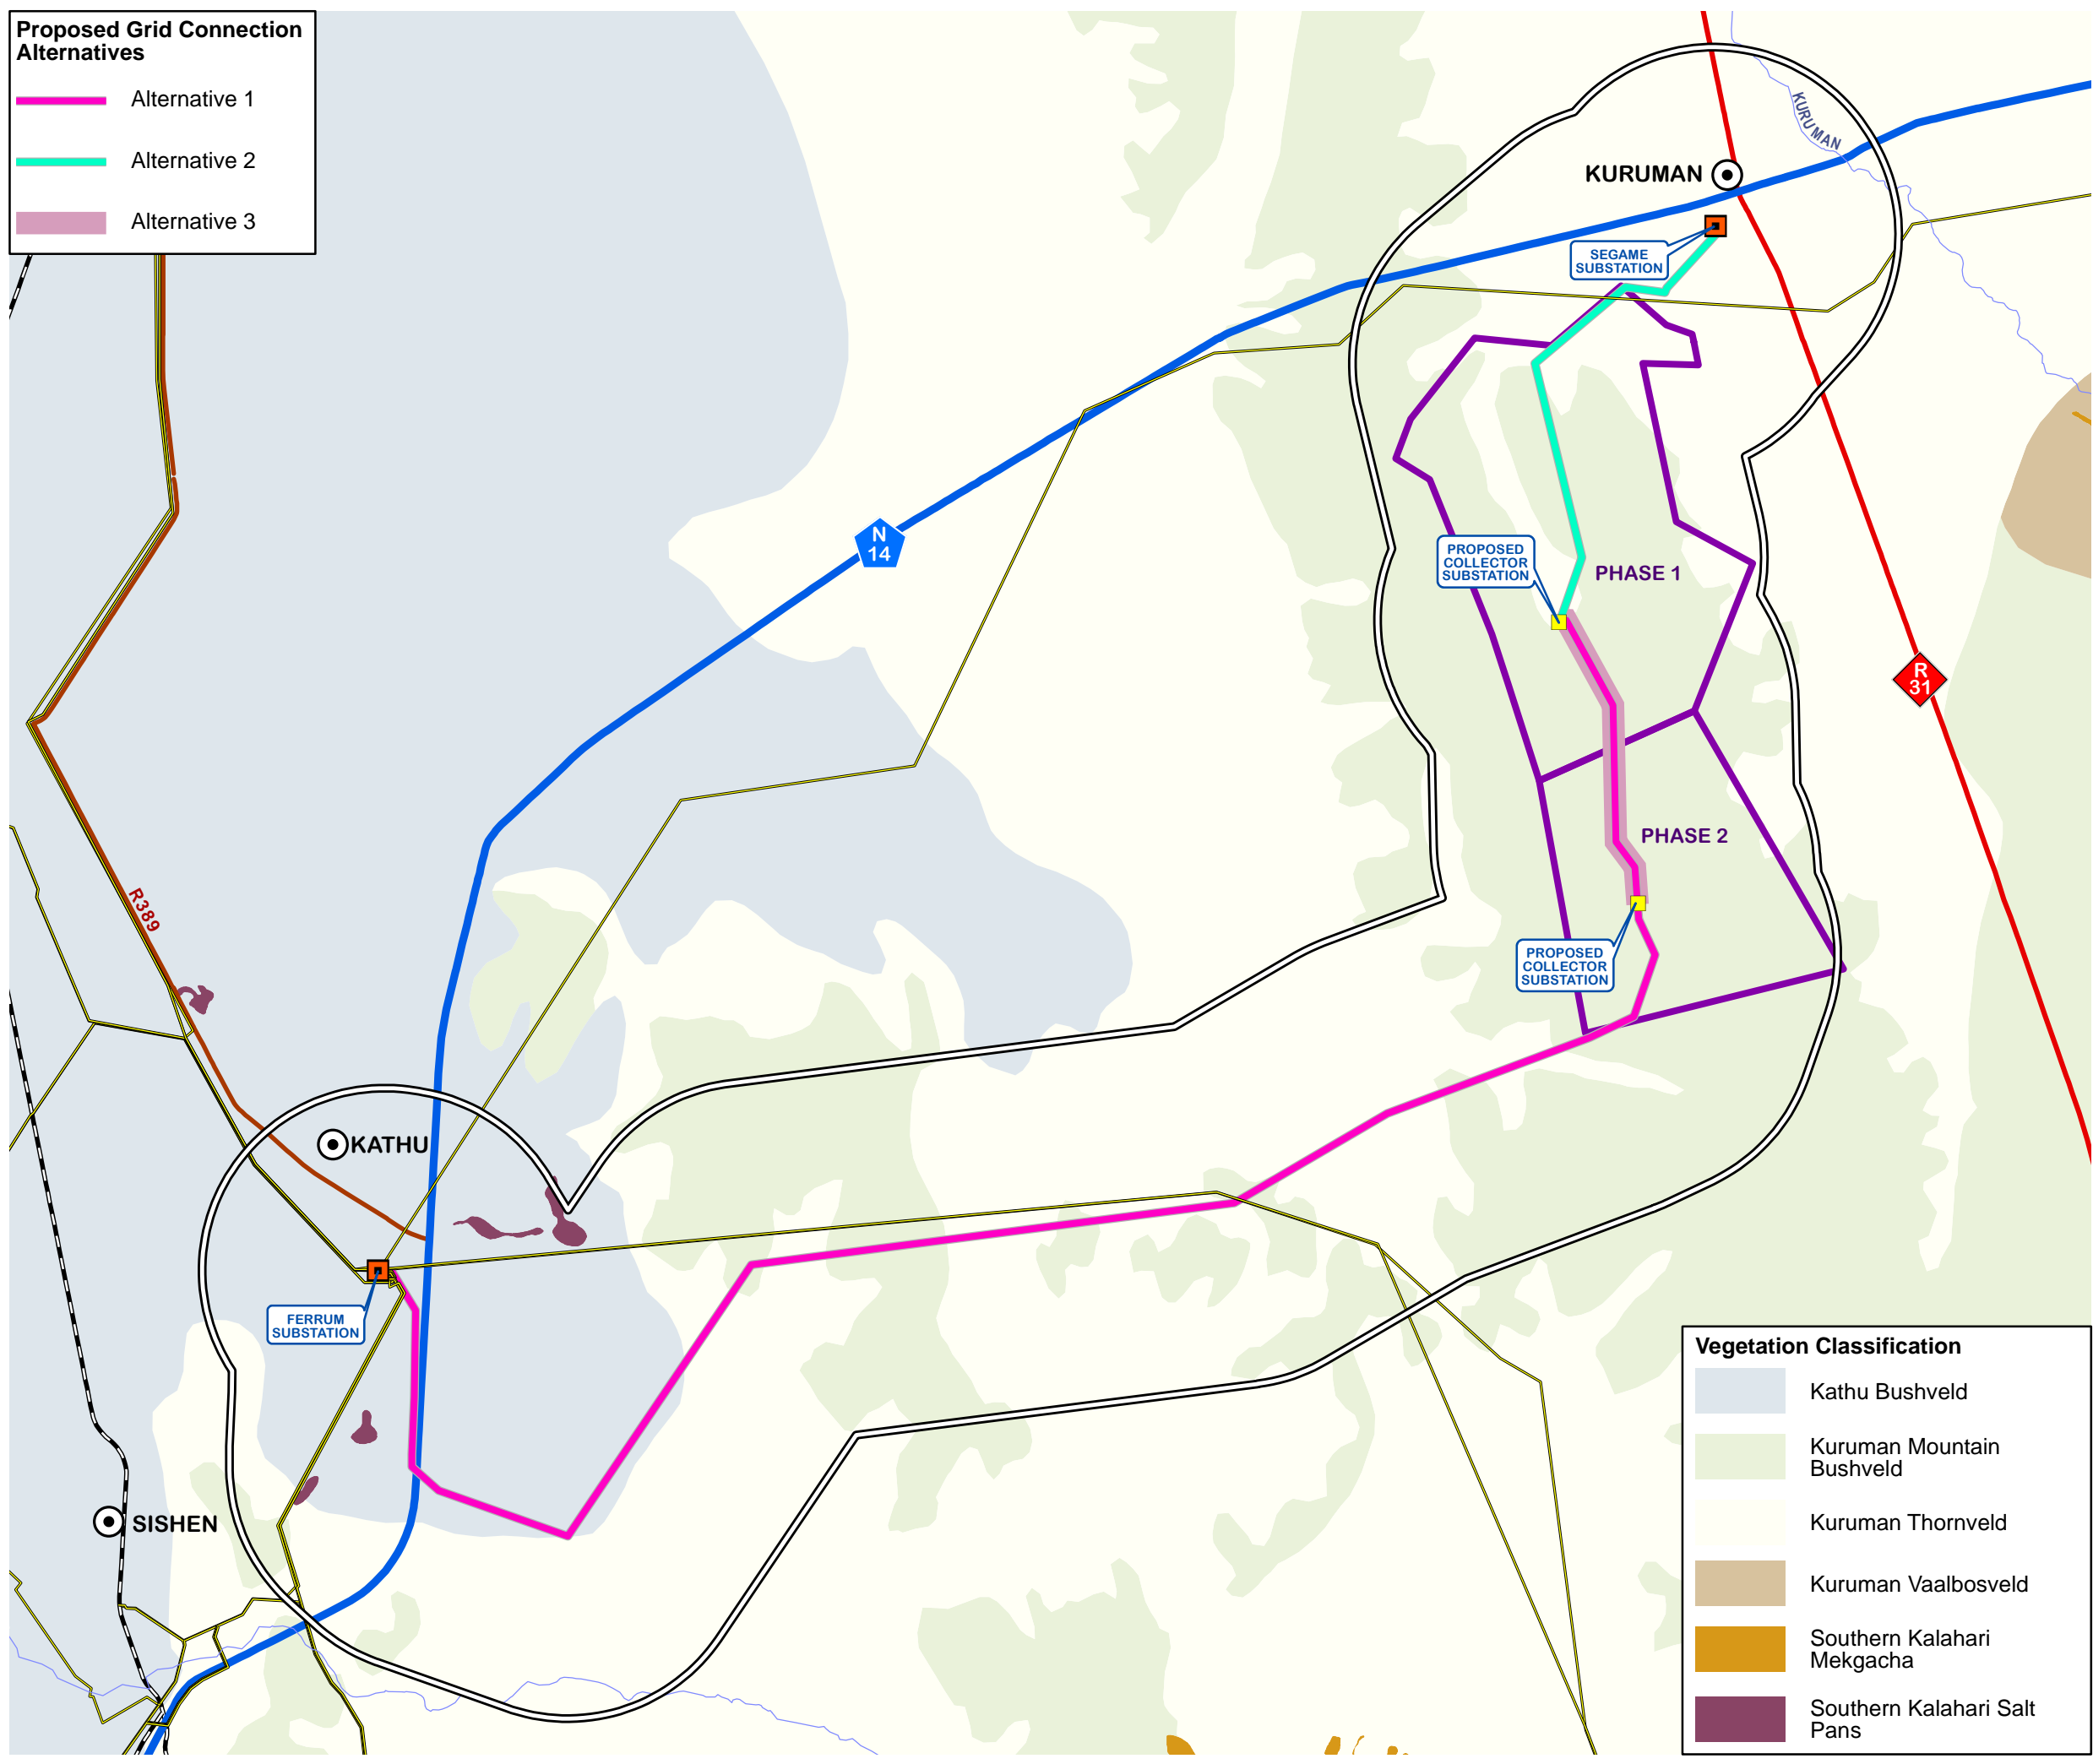 Proposed Grid Connection
Alternatives
Alternative 1
Alternative 2
Alternative 3
KURUMAN
KURUMAN
SEGAME
SUBSTATION
N
14
PROPOSED
COLLECTOR
SUBSTATION
PHASE 1
R
31
PHASE 2
R389
PROPOSED
COLLECTOR
SUBSTATION
KATHU
FERRUM
SUBSTATION
SISHEN
Vegetation Classification
Kathu Bushveld
Kuruman Mountain
Bushveld
Kuruman Thornveld
Kuruman Vaalbosveld
Southern Kalahari
Mekgacha
Southern Kalahari Salt
Pans